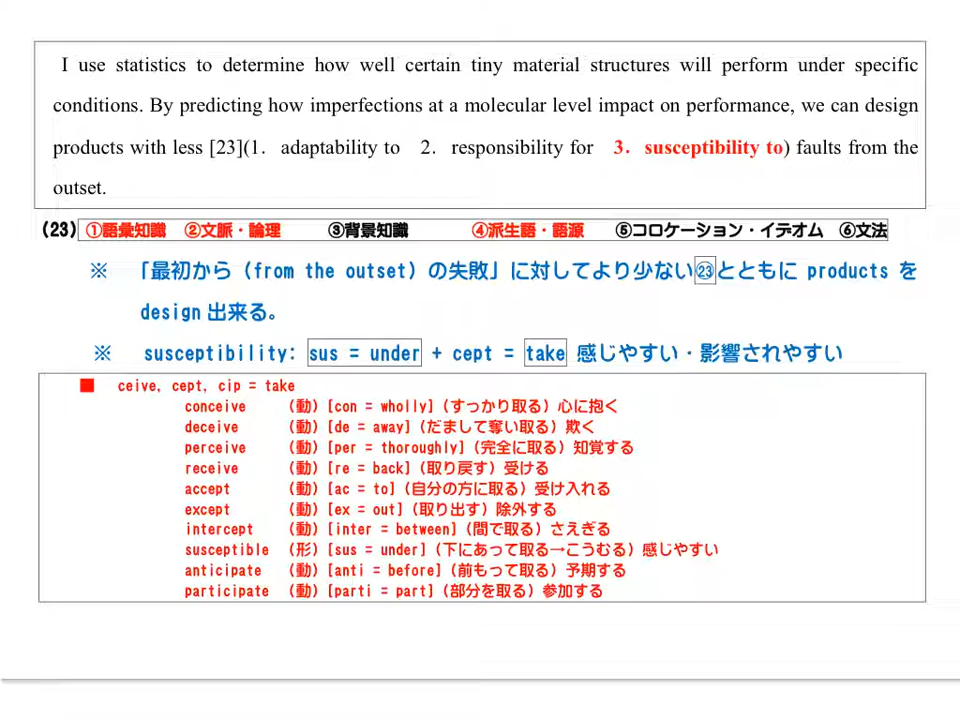 I use statistics to determine how well certain tiny material structures will perform under specific
conditions. By predicting how imperfections at a molecular level impact on performance, we can design
products with less [23](1. adaptability to 2. responsibility for 3. susceptibility to) faults from the
outset.
(23) ①語彙知識 ②文脈・論理 ③背景知識 ④派生語・語源 ⑤コロケーション・イデオム ⑥文法
※ 「最初から (from the outset) の失敗」に対してより少ない㉓とともに products を
design 出来る。
※ susceptibility: sus = under + cept = take 感じやすい・影響されやすい
■ ceive, cept, cip = take
conceive (動) [con = wholly] (すっかり取る) 心に抱く
deceive (動) [de = away] (だまして奪い取る) 欺く
perceive (動) [per = thoroughly] (完全に取る) 知覚する
receive (動) [re = back] (取り戻す) 受ける
accept (動) [ac = to] (自分の方に取る) 受け入れる
except (動) [ex = out] (取り出す) 除外する
intercept (動) [inter = between] (間で取る) さえぎる
susceptible (形) [sus = under] (下にあって取る→こうむる) 感じやすい
anticipate (動) [anti = before] (前もって取る) 予期する
participate (動) [parti = part] (部分を取る) 参加する